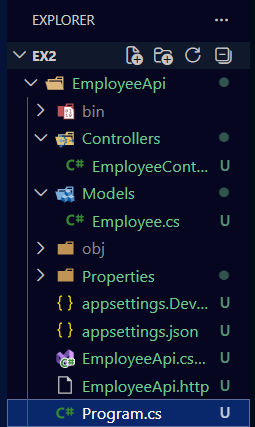 EXPLORER ...
EX2
EmployeeApi
bin
Controllers
C# EmployeeCont... U
Models
C# Employee.cs U
obj
Properties
{} appsettings.Dev... U
{} appsettings.json U
EmployeeApi.cs... U
EmployeeApi.http U
C# Program.cs U